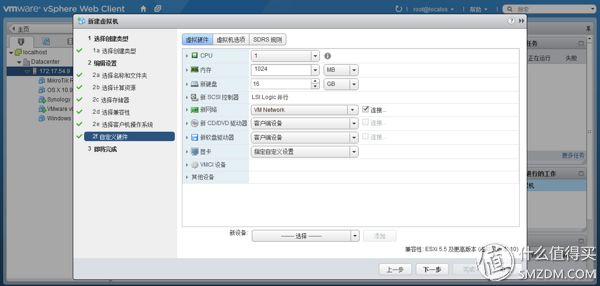 vmware vSphere Web Client
root@localos
帮助
搜索
主页
localhost
Datacenter
172.17.54.9
MikroTik R
OS X 10.9
Synology
VMware v
Windows
新建虚拟机
1 选择创建类型
1a 选择创建类型
2 编辑设置
2a 选择名称和文件夹
2b 选择计算资源
2c 选择存储器
2d 选择兼容性
2e 选择客户机操作系统
2f 自定义硬件
3 即将完成
虚拟硬件
虚拟机选项
SDRS 规则
CPU
1
内存
1024
MB
新硬盘
16
GB
新 SCSI 控制器
LSI Logic 并行
新网络
VM Network
连接...
新 CD/DVD 驱动器
客户端设备
连接...
新软盘驱动器
客户端设备
连接...
显卡
指定自定义设置
VMCI 设备
其他设备
新设备:
------- 选择 -------
添加
兼容性: ESXi 5.5 及更高版本
上一步
下一步
任务
正在运行
失败
更多任务
进行的工作
值 什么值得买
SMZDM.COM